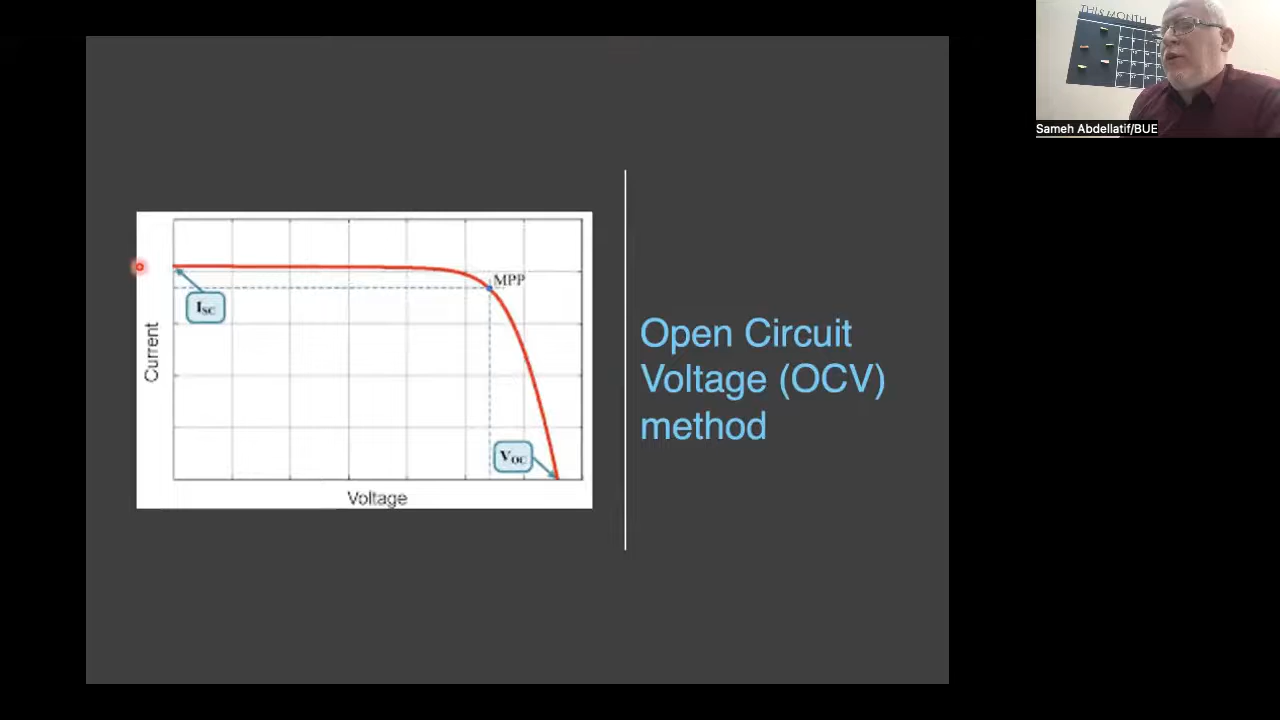 THIS MONTH
Sameh Abdellatif/BUE
MPP
ISC
Current
VOC
Voltage
Open Circuit
Voltage (OCV)
method